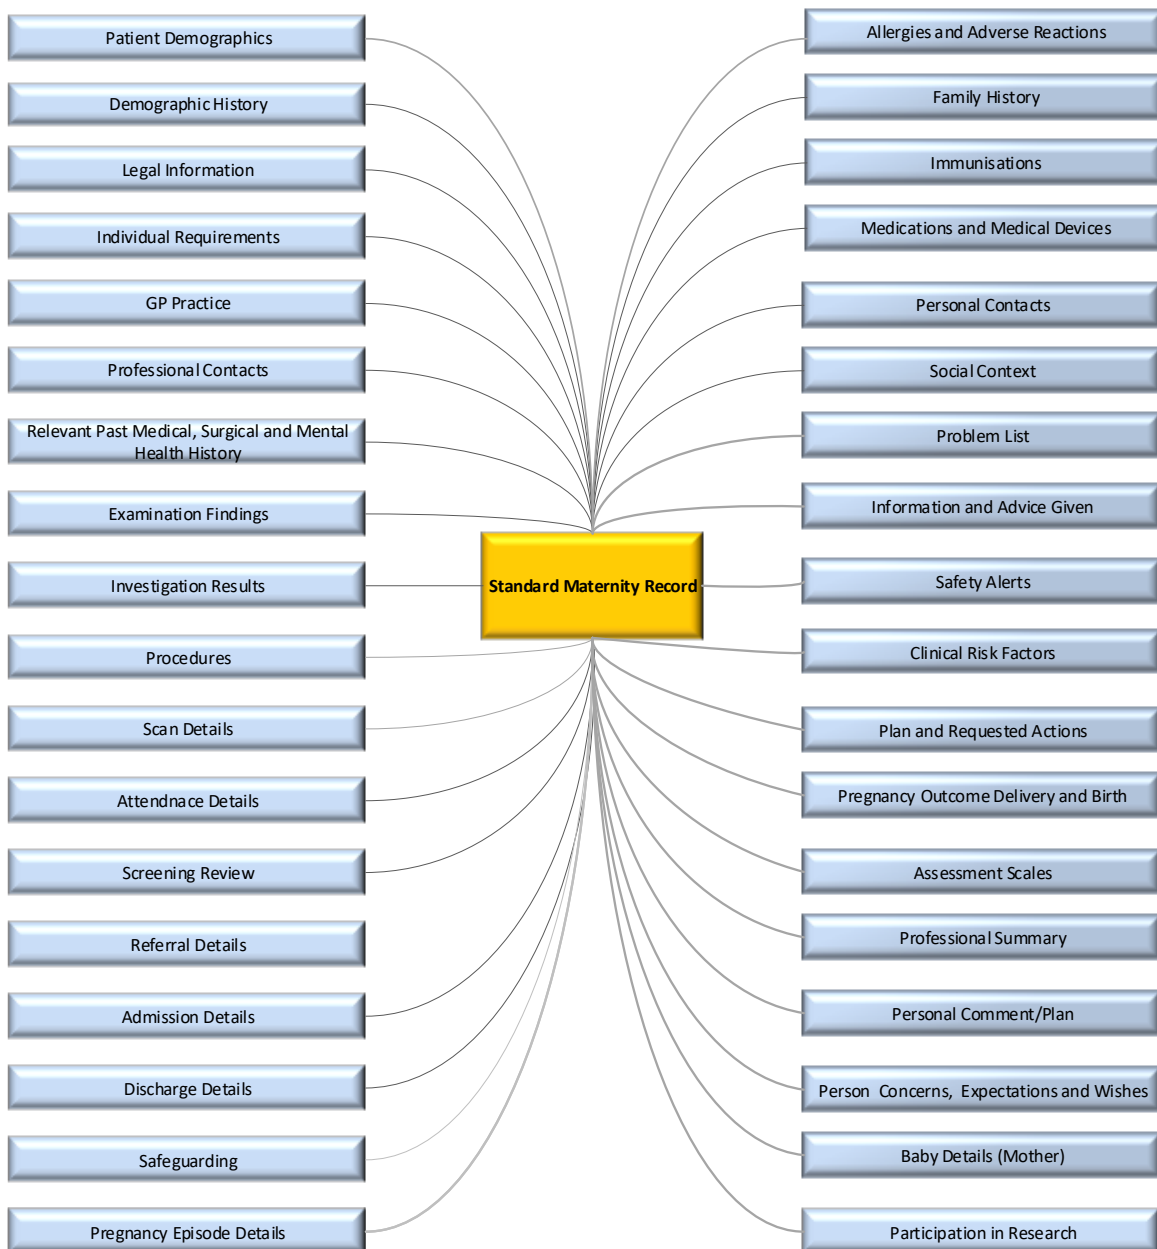 Patient Demographics
Demographic History
Legal Information
Individual Requirements
GP Practice
Professional Contacts
Relevant Past Medical, Surgical and Mental
Health History
Examination Findings
Investigation Results
Procedures
Scan Details
Attendnace Details
Screening Review
Referral Details
Admission Details
Discharge Details
Safeguarding
Pregnancy Episode Details
Standard Maternity Record
Allergies and Adverse Reactions
Family History
Immunisations
Medications and Medical Devices
Personal Contacts
Social Context
Problem List
Information and Advice Given
Safety Alerts
Clinical Risk Factors
Plan and Requested Actions
Pregnancy Outcome Delivery and Birth
Assessment Scales
Professional Summary
Personal Comment/Plan
Person Concerns, Expectations and Wishes
Baby Details (Mother)
Participation in Research